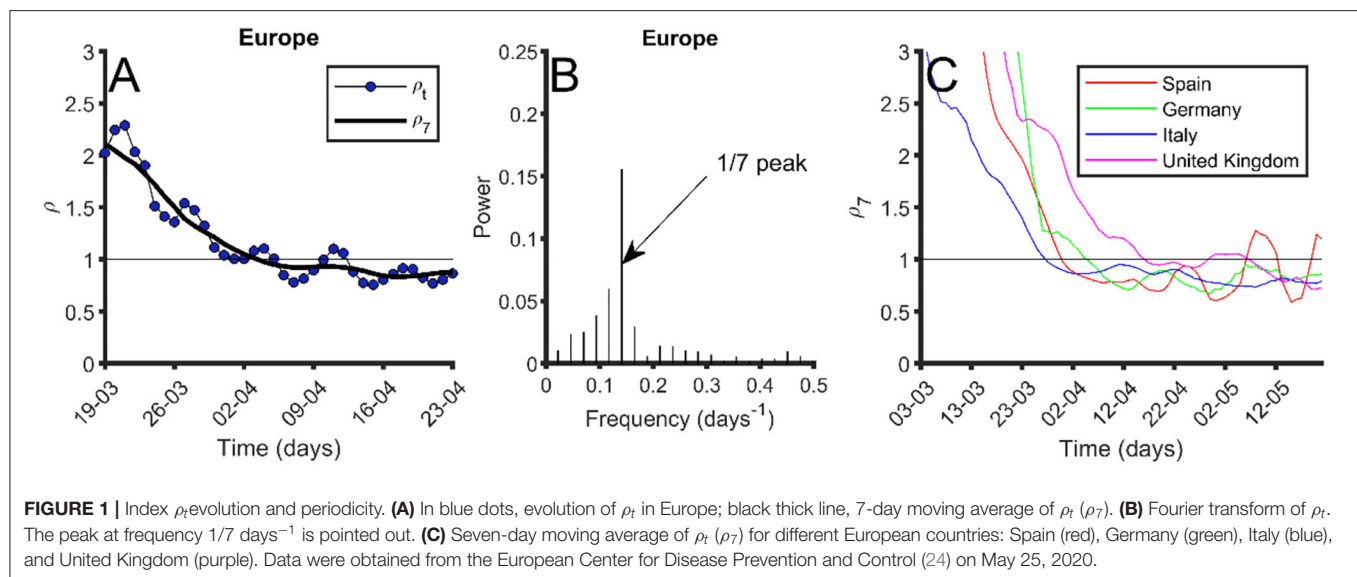 Europe
A
3
2.5
2
1.5
1
0.5
0
ρ
ρt
ρ7
19-03
26-03
02-04
09-04
16-04
23-04
Time (days)
Europe
B
0.25
0.2
0.15
0.1
0.05
0
Power
1/7 peak
0
0.1
0.2
0.3
0.4
0.5
Frequency (days⁻¹)
C
3
2.5
2
1.5
1
0.5
0
ρ7
Spain
Germany
Italy
United Kingdom
03-03
13-03
23-03
02-04
12-04
22-04
02-05
12-05
Time (days)
FIGURE 1 | Index ρt evolution and periodicity. (A) In blue dots, evolution of ρt in Europe; black thick line, 7-day moving average of ρt (ρ7). (B) Fourier transform of ρt.
The peak at frequency 1/7 days⁻¹ is pointed out. (C) Seven-day moving average of ρt (ρ7) for different European countries: Spain (red), Germany (green), Italy (blue),
and United Kingdom (purple). Data were obtained from the European Center for Disease Prevention and Control (24) on May 25, 2020.